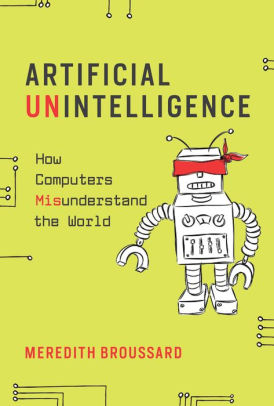 ARTIFICIAL
UNINTELLIGENCE
How
Computers
Misunderstand
the World
MEREDITH BROUSSARD